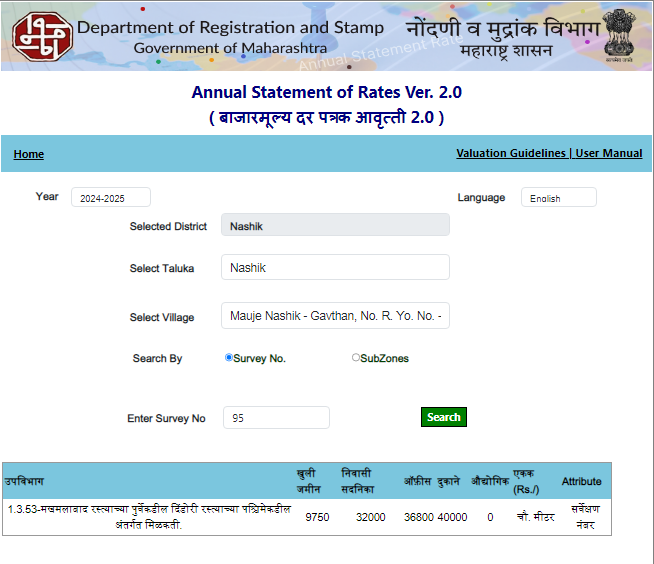 Department of Registration and Stamp
Government of Maharashtra
नोंदणी व मुद्रांक विभाग
महाराष्ट्र शासन
Annual Statement Rate
Annual Statement of Rates Ver. 2.0
( बाजारमूल्य दर पत्रक आवृत्ती 2.0 )
Home
Valuation Guidelines | User Manual
Year 2024-2025 Language English
Selected District Nashik
Select Taluka Nashik
Select Village Mauje Nashik - Gavthan, No. R. Yo. No. -
Search By Survey No. SubZones
Enter Survey No 95 Search
उपविभाग खुली जमीन निवासी सदनिका ऑफ़ीस दुकाने औद्योगिक एकक (Rs./) Attribute
1.3.53-मखमलाबाद रस्त्याच्या पुर्वेकडील दिंडोरी रस्त्याच्या पश्चिमेकडील अंतर्गत मिळकती. 9750 32000 36800 40000 0 चौ. मीटर सर्वेक्षण नंबर